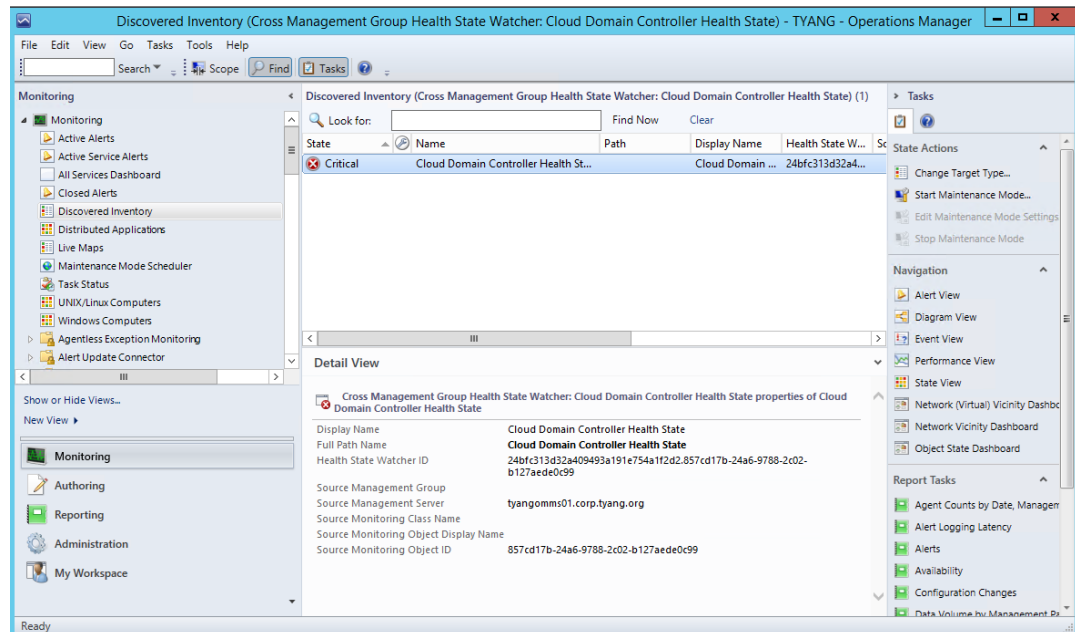 Discovered Inventory (Cross Management Group Health State Watcher: Cloud Domain Controller Health State) - TYANG - Operations Manager
File Edit View Go Tasks Tools Help
Search Scope Find Tasks
Monitoring
Monitoring
Active Alerts
Active Service Alerts
All Services Dashboard
Closed Alerts
Discovered Inventory
Distributed Applications
Live Maps
Maintenance Mode Scheduler
Task Status
UNIX/Linux Computers
Windows Computers
Agentless Exception Monitoring
Alert Update Connector
Show or Hide Views...
New View
Monitoring
Authoring
Reporting
Administration
My Workspace
Discovered Inventory (Cross Management Group Health State Watcher: Cloud Domain Controller Health State) (1)
Look for: Find Now Clear
State Name Path Display Name Health State W... Sc
Critical Cloud Domain Controller Health St... Cloud Domain ... 24bfc313d32a4...
Detail View
Cross Management Group Health State Watcher: Cloud Domain Controller Health State properties of Cloud
Domain Controller Health State
Display Name Cloud Domain Controller Health State
Full Path Name Cloud Domain Controller Health State
Health State Watcher ID 24bfc313d32a409493a191e754a1f2d2.857cd17b-24a6-9788-2c02-
b127aede0c99
Source Management Group
Source Management Server tyangomms01.corp.tyang.org
Source Monitoring Class Name
Source Monitoring Object Display Name
Source Monitoring Object ID 857cd17b-24a6-9788-2c02-b127aede0c99
Tasks
State Actions
Change Target Type...
Start Maintenance Mode...
Edit Maintenance Mode Settings
Stop Maintenance Mode
Navigation
Alert View
Diagram View
Event View
Performance View
State View
Network (Virtual) Vicinity Dashbo
Network Vicinity Dashboard
Object State Dashboard
Report Tasks
Agent Counts by Date, Managem
Alert Logging Latency
Alerts
Availability
Configuration Changes
Data Volume by Management Pa
Ready